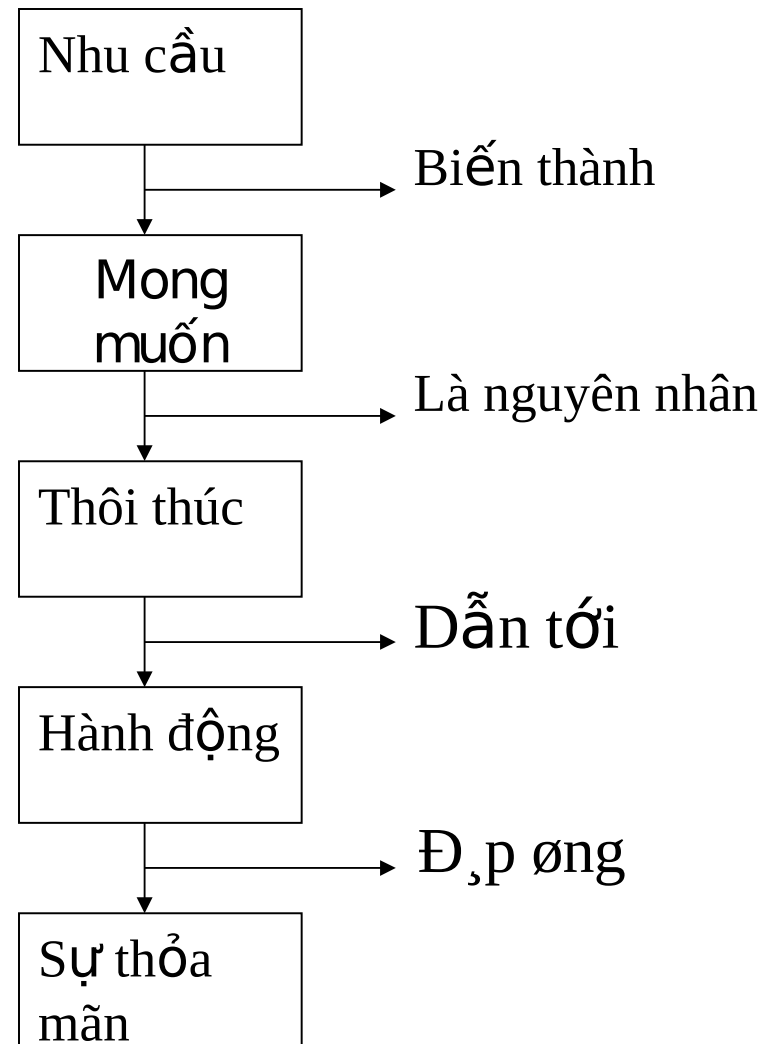 Nhu cầu
Biến thành
Mong
muốn
Là nguyên nhân
Thôi thúc
Dẫn tới
Hành động
Đ¸p øng
Sự thỏa
mãn